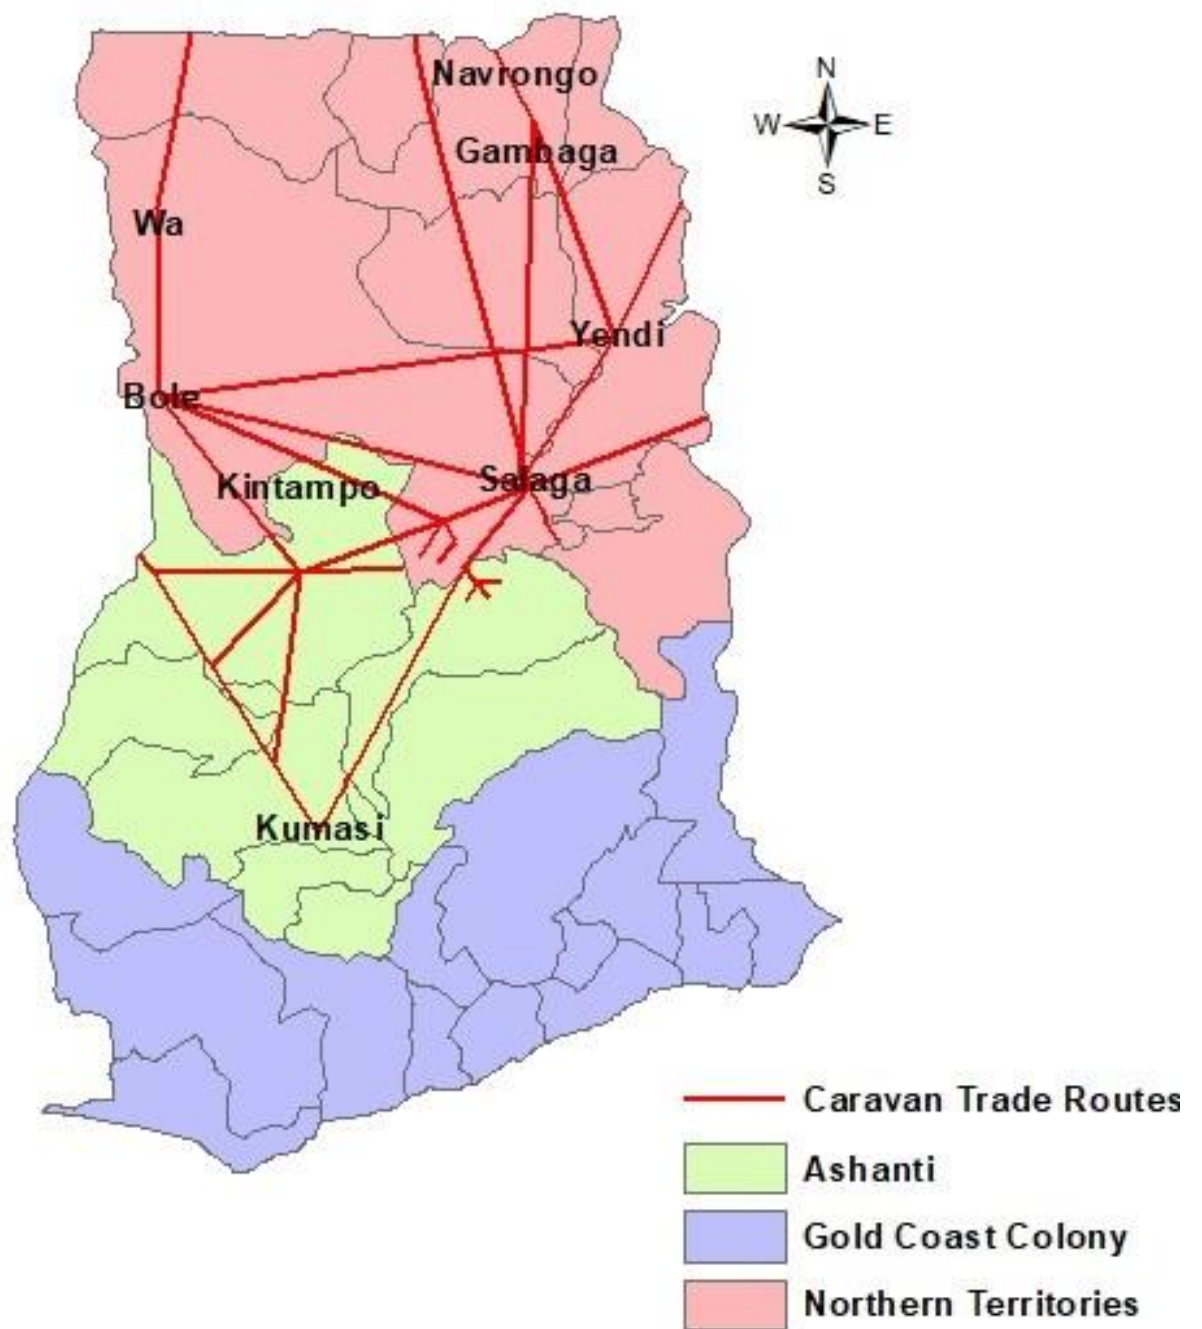 N
Navrongo
W E
Gambaga
S
Wa
Yendi
Bole
Kintampo
Salaga
Kumasi
Caravan Trade Routes
Ashanti
Gold Coast Colony
Northern Territories